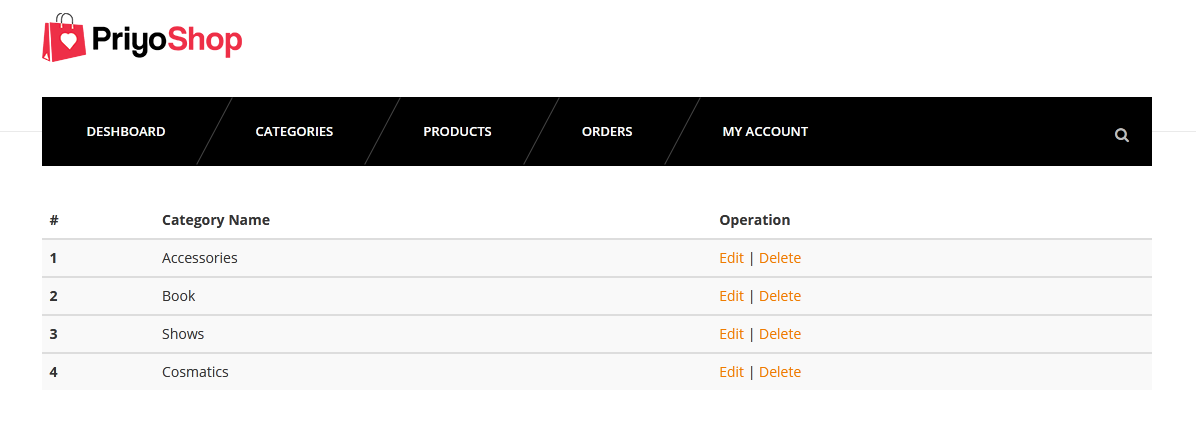 PriyoShop
DESHBOARD CATEGORIES PRODUCTS ORDERS MY ACCOUNT
# Category Name Operation
1 Accessories Edit | Delete
2 Book Edit | Delete
3 Shows Edit | Delete
4 Cosmatics Edit | Delete